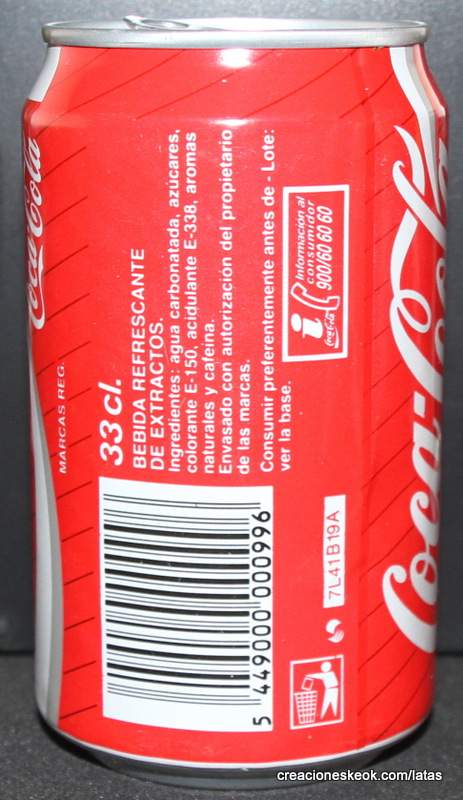 Coca-Cola
MARCAS REG.
33 cl.
BEBIDA REFRESCANTE
DE EXTRACTOS.
Ingredientes: agua carbonatada, azúcares,
colorante E-150, acidulante E-338, aromas
naturales y cafeína.
Envasado con autorización del propietario
de las marcas.
Consumir preferentemente antes de - Lote:
ver la base.
i
Coca-Cola
Información al
consumidor
900/60 60 60
5 449000 000996
7L41B19A
Coca-Cola
creacioneskeok.com/latas